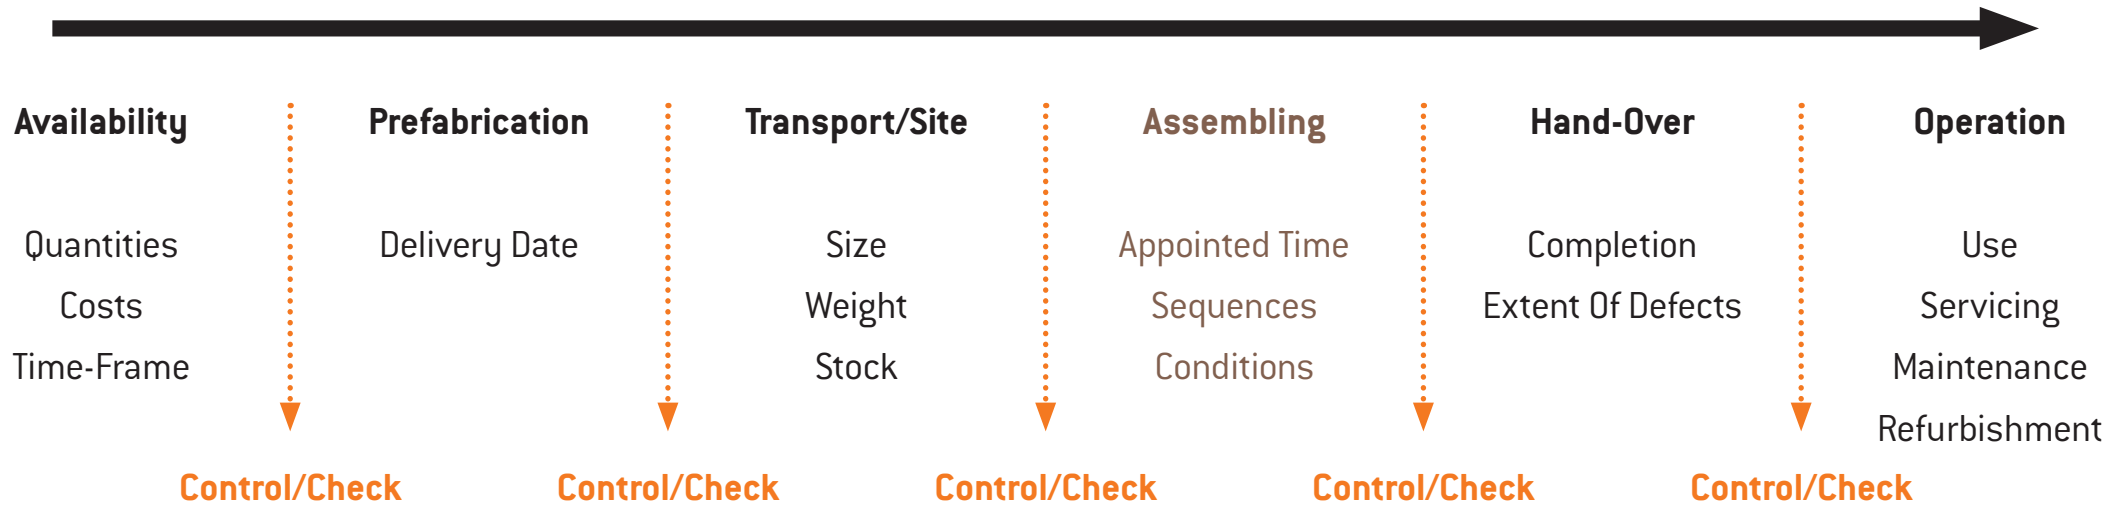 Availability
Prefabrication
Transport/Site
Assembling
Hand-Over
Operation
Quantities
Costs
Time-Frame
Delivery Date
Size
Weight
Stock
Appointed Time
Sequences
Conditions
Completion
Extent Of Defects
Use
Servicing
Maintenance
Refurbishment
Control/Check
Control/Check
Control/Check
Control/Check
Control/Check